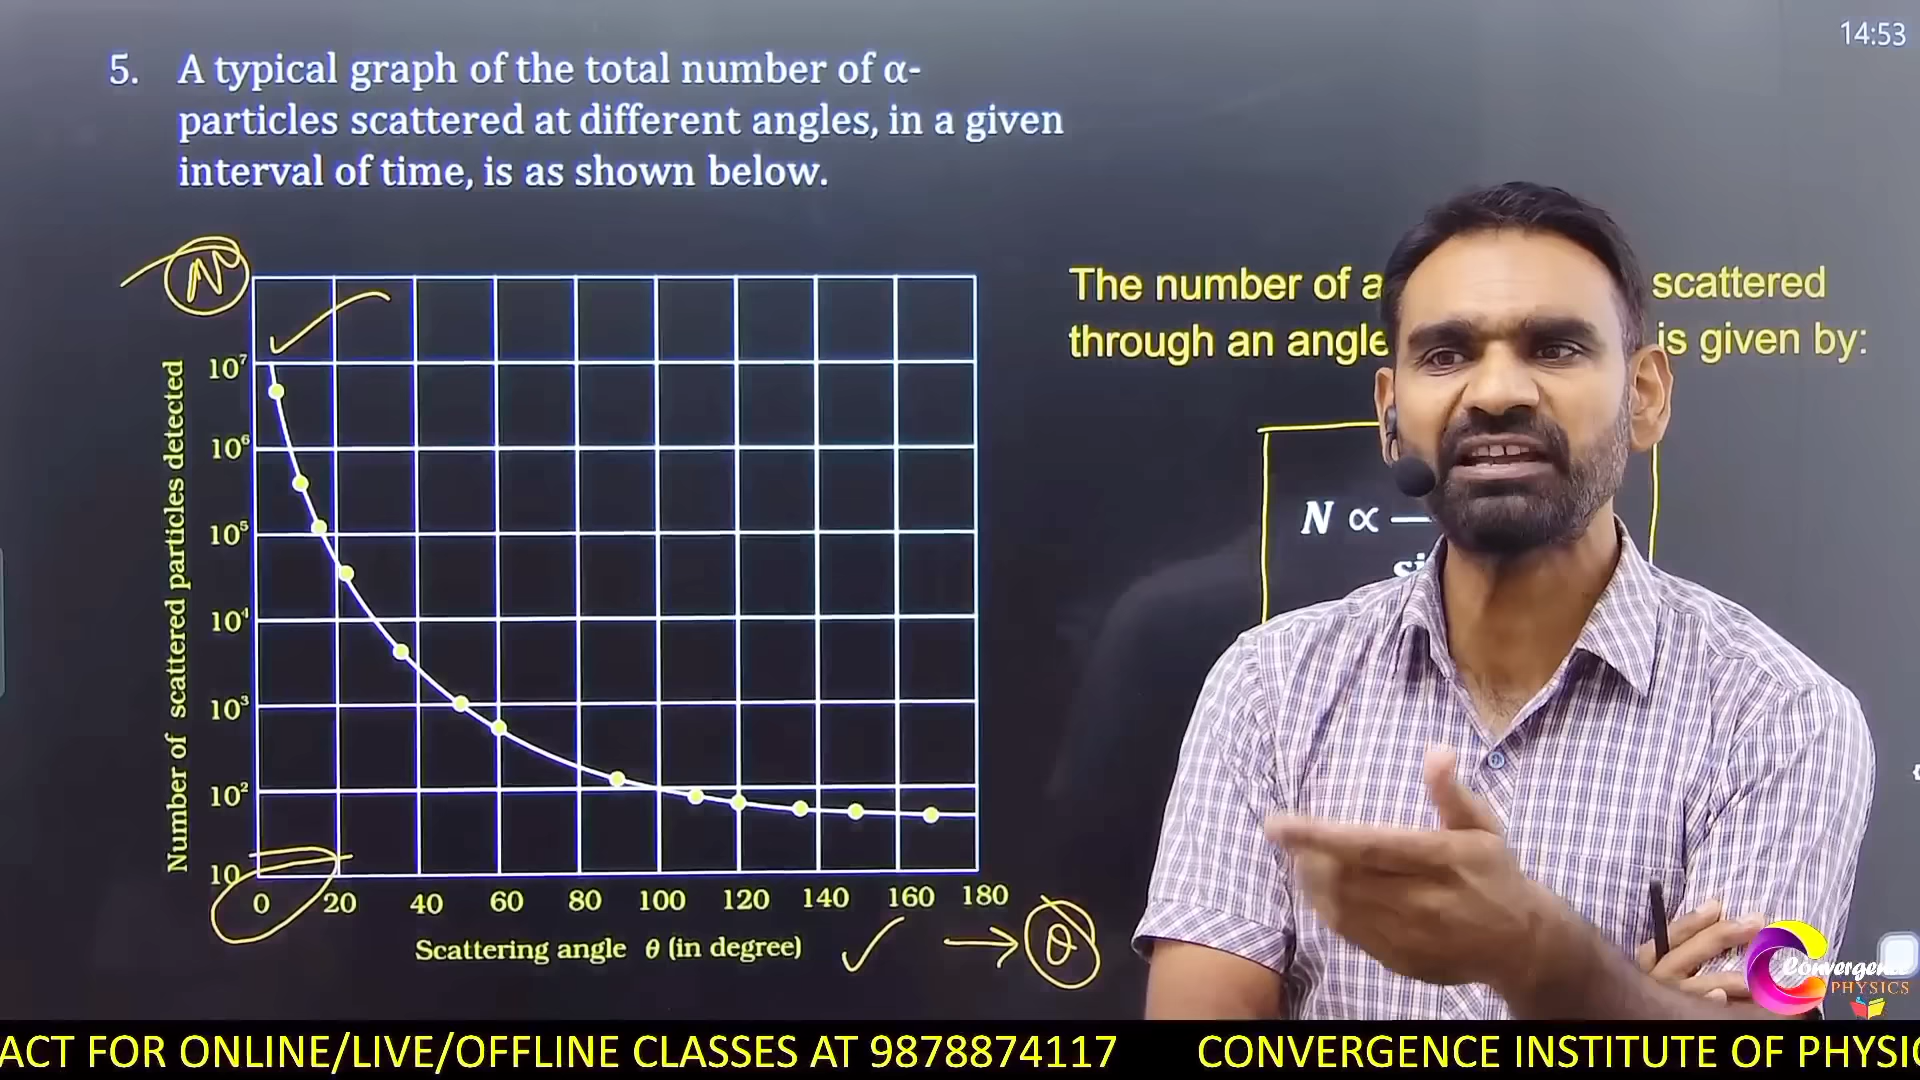 14:53
5. A typical graph of the total number of α-
particles scattered at different angles, in a given
interval of time, is as shown below.
N
The number of a scattered
through an angle is given by:
N ∝
si
Number of scattered particles detected
10⁷
10⁶
10⁵
10⁴
10³
10²
10
0 20 40 60 80 100 120 140 160 180
Scattering angle θ (in degree)
θ
Convergence
PHYSICS
ACT FOR ONLINE/LIVE/OFFLINE CLASSES AT 9878874117 CONVERGENCE INSTITUTE OF PHYSIC